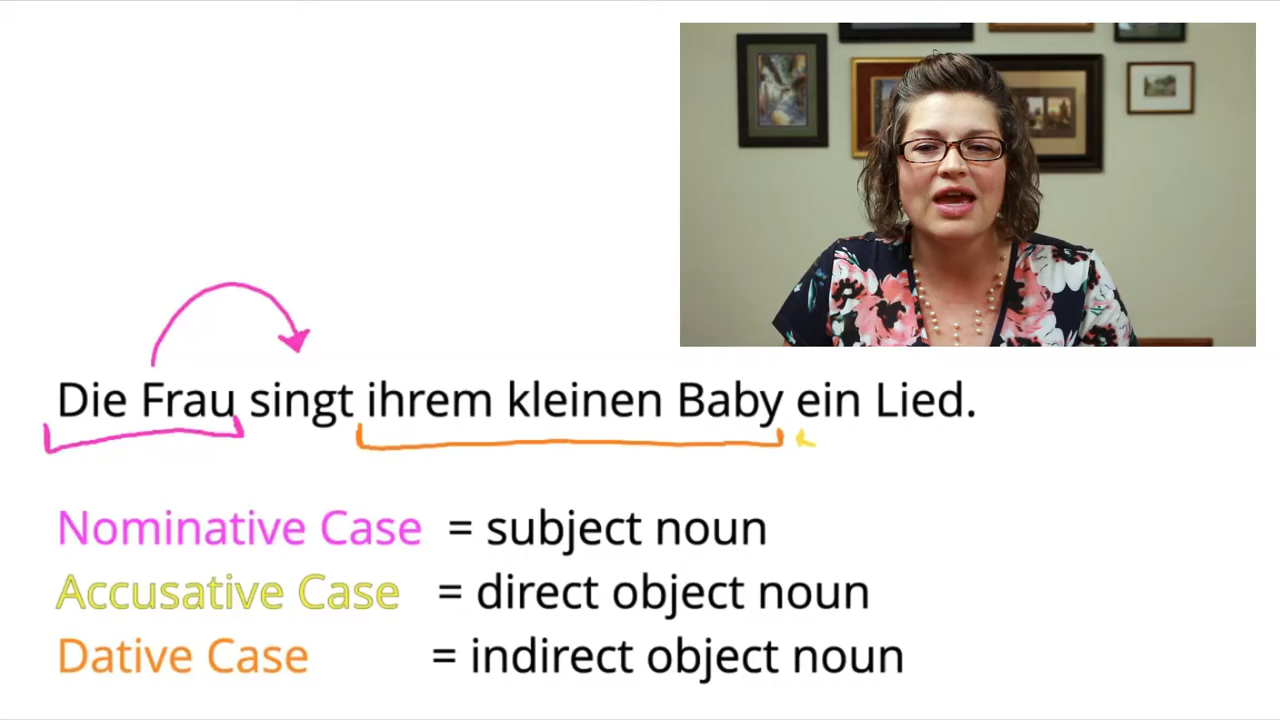 Die Frau singt ihrem kleinen Baby ein Lied.
Nominative Case = subject noun
Accusative Case = direct object noun
Dative Case = indirect object noun